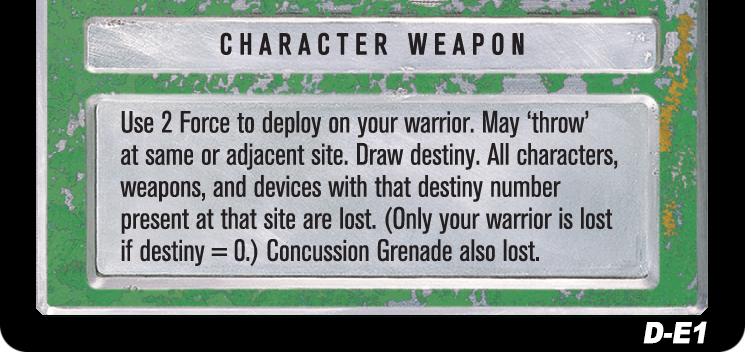 CHARACTER WEAPON
Use 2 Force to deploy on your warrior. May ‘throw’
at same or adjacent site. Draw destiny. All characters,
weapons, and devices with that destiny number
present at that site are lost. (Only your warrior is lost
if destiny = 0.) Concussion Grenade also lost.
D-E1